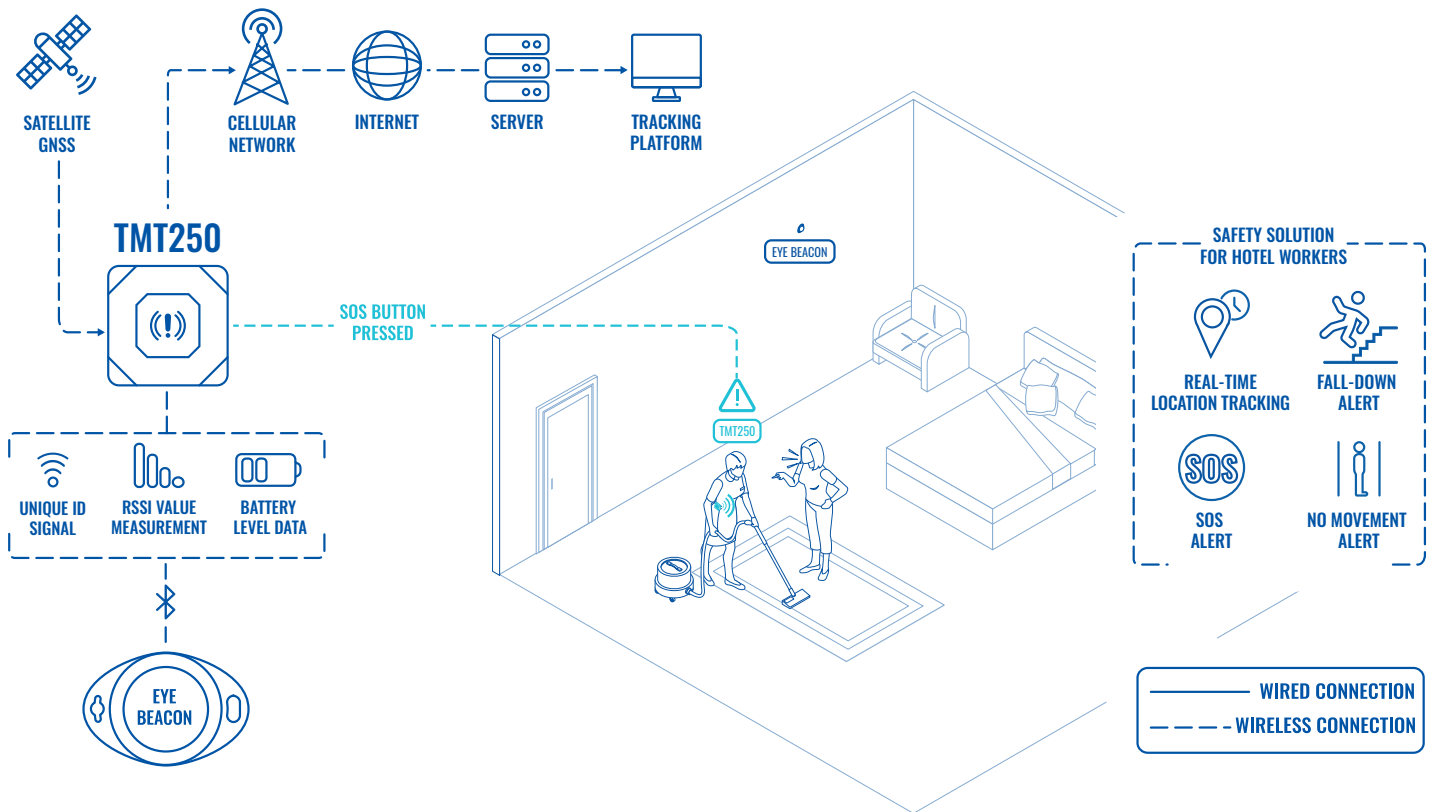 SATELLITE
GNSS
CELLULAR
NETWORK
INTERNET
SERVER
TRACKING
PLATFORM
TMT250
SOS BUTTON
PRESSED
UNIQUE ID
SIGNAL
RSSI VALUE
MEASUREMENT
BATTERY
LEVEL DATA
EYE
BEACON
EYE BEACON
TMT250
SAFETY SOLUTION
FOR HOTEL WORKERS
REAL-TIME
LOCATION TRACKING
FALL-DOWN
ALERT
SOS
SOS
ALERT
NO MOVEMENT
ALERT
WIRED CONNECTION
WIRELESS CONNECTION